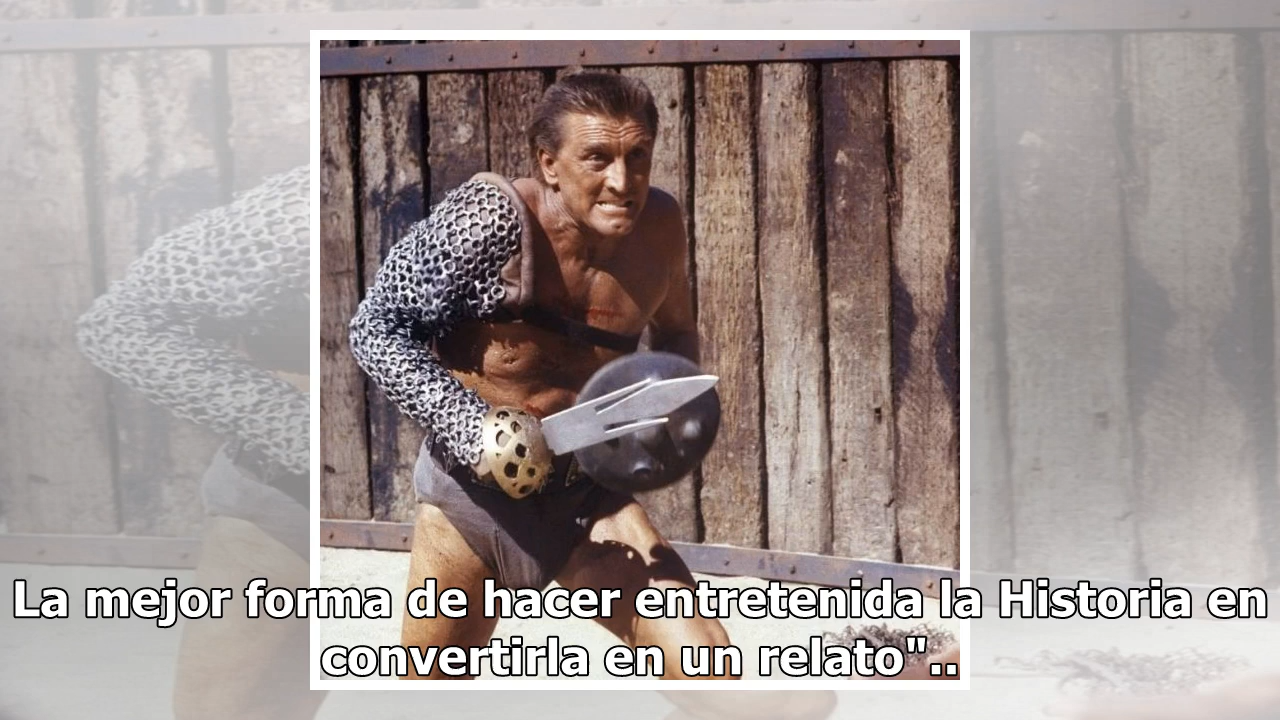 La mejor forma de hacer entretenida la Historia en
convertirla en un relato"..